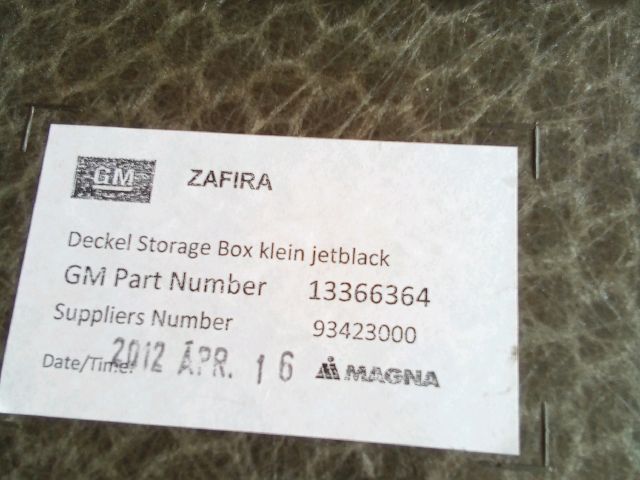 GM ZAFIRA
Deckel Storage Box klein jetblack
GM Part Number 13366364
Suppliers Number 93423000
Date/Time: 2012 APR. 16 MAGNA